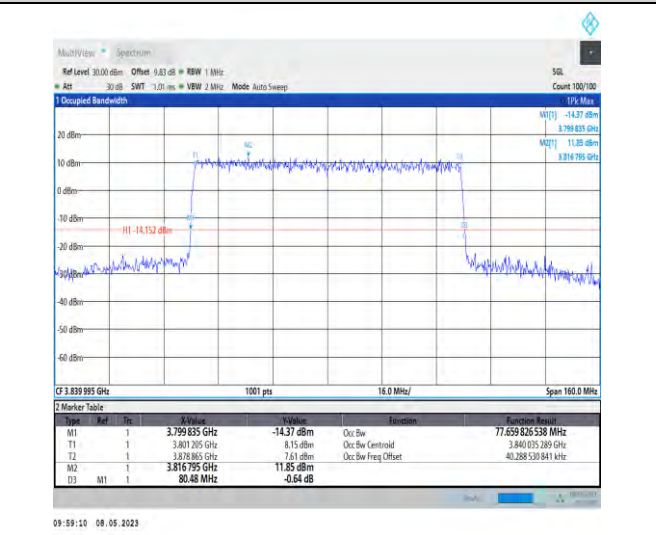 MultiView Spectrum
Ref Level 30.00 dBm Offset 9.83 dB RBW 1 MHz SGL
Att 30 dB SWT 1.01 ms VBW 2 MHz Mode Auto Sweep Count 100/100
1 Occupied Bandwidth 1Pk Max
M1[1] -14.37 dBm
3.799 835 GHz
M2[1] 11.85 dBm
3.816 795 GHz
20 dBm
M2
T1 T2
10 dBm
0 dBm
-10 dBm
H1 -14.152 dBm
D3
-20 dBm
-30 dBm
-40 dBm
-50 dBm
-60 dBm
CF 3.839 995 GHz 1001 pts 16.0 MHz/ Span 160.0 MHz
2 Marker Table
Type Ref Trc X-Value Y-Value Function Function Result
M1 1 3.799 835 GHz -14.37 dBm Occ Bw 77.659 826 538 MHz
T1 1 3.801 205 GHz 8.15 dBm Occ Bw Centroid 3.840 035 289 GHz
T2 1 3.878 865 GHz 7.61 dBm Occ Bw Freq Offset 40.288 530 841 kHz
M2 1 3.816 795 GHz 11.85 dBm
D3 M1 1 80.48 MHz -0.64 dB
09:59:10 08.05.2023